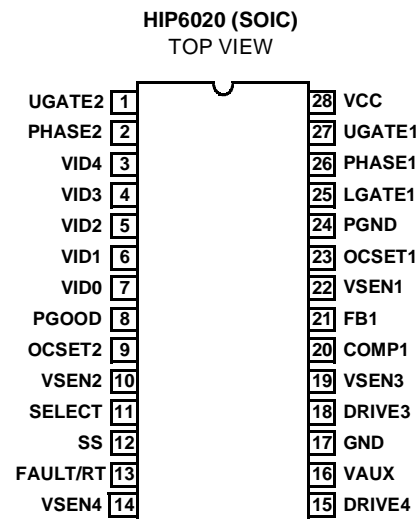 HIP6020 (SOIC)
TOP VIEW
UGATE2 1 28 VCC
PHASE2 2 27 UGATE1
VID4 3 26 PHASE1
VID3 4 25 LGATE1
VID2 5 24 PGND
VID1 6 23 OCSET1
VID0 7 22 VSEN1
PGOOD 8 21 FB1
OCSET2 9 20 COMP1
VSEN2 10 19 VSEN3
SELECT 11 18 DRIVE3
SS 12 17 GND
FAULT/RT 13 16 VAUX
VSEN4 14 15 DRIVE4